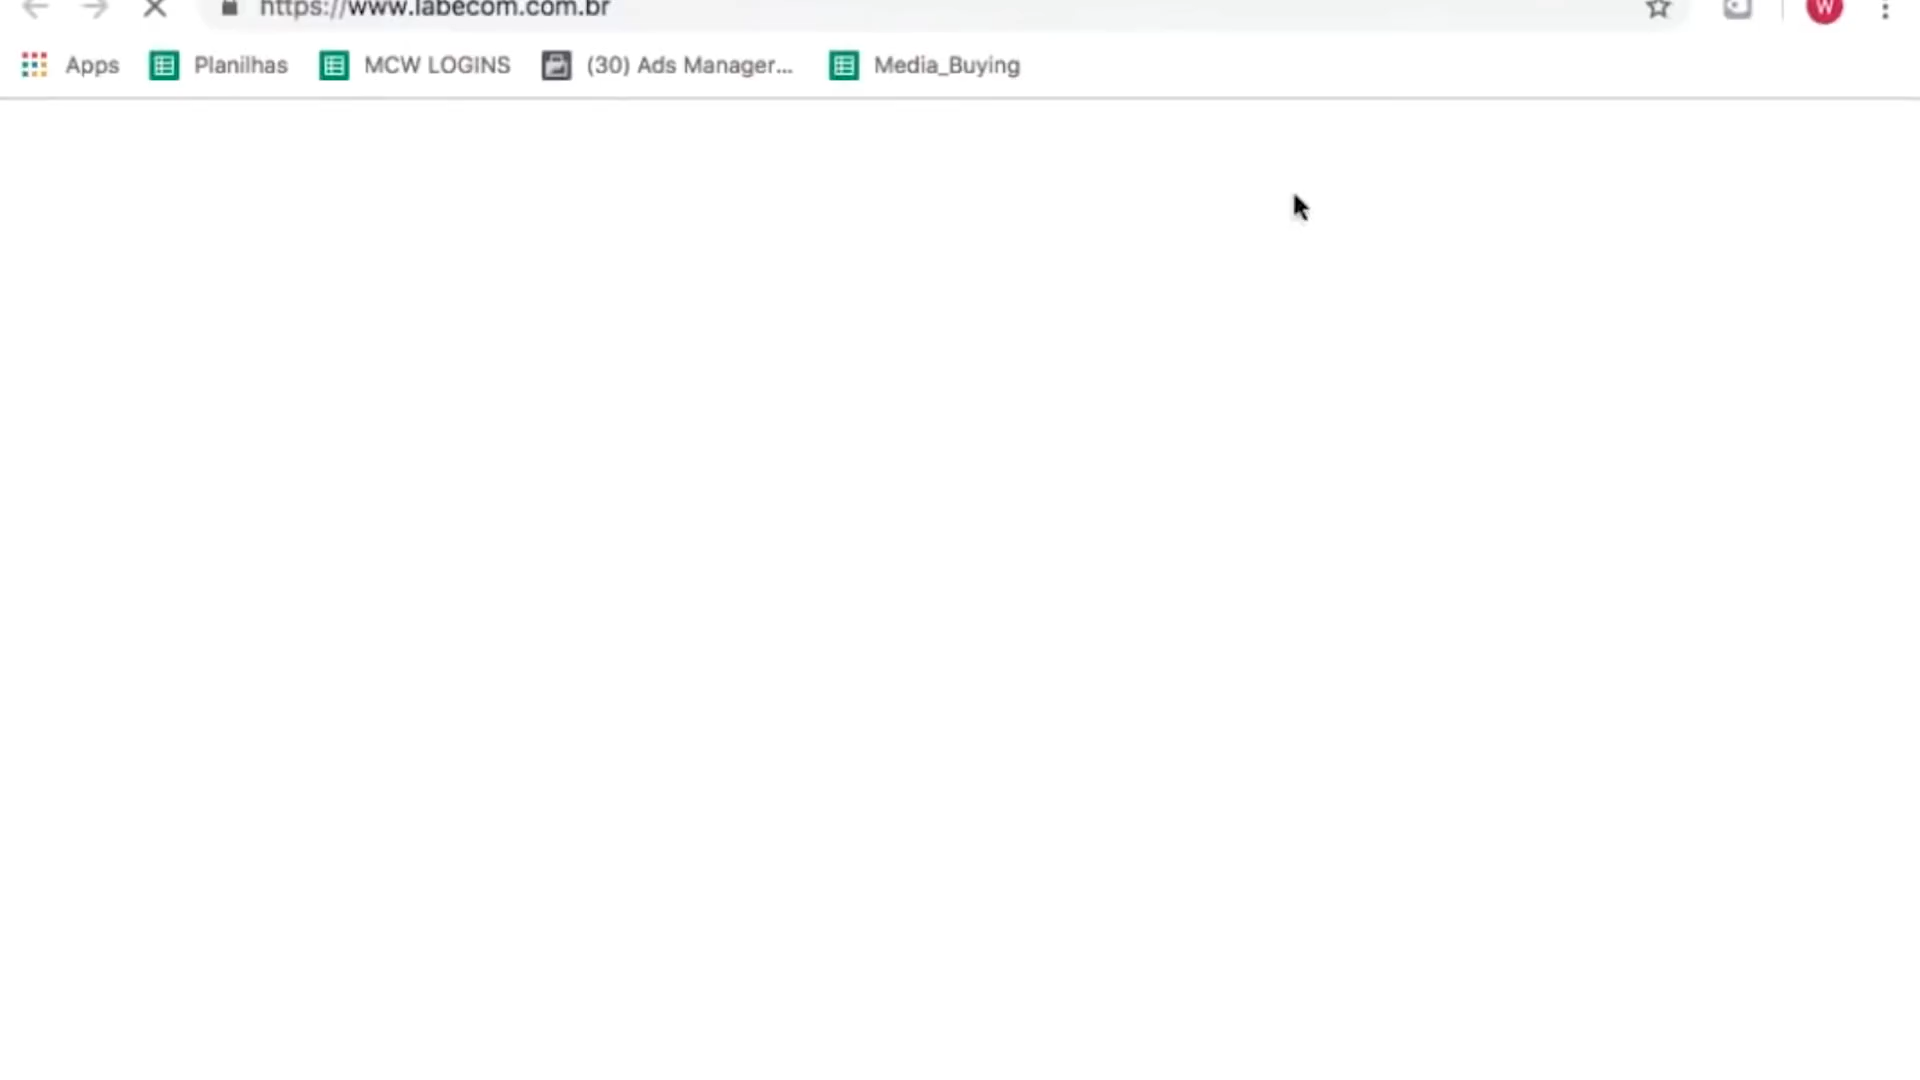 https://www.labecom.com.br
W
Apps
Planilhas
MCW LOGINS
(30) Ads Manager...
Media_Buying